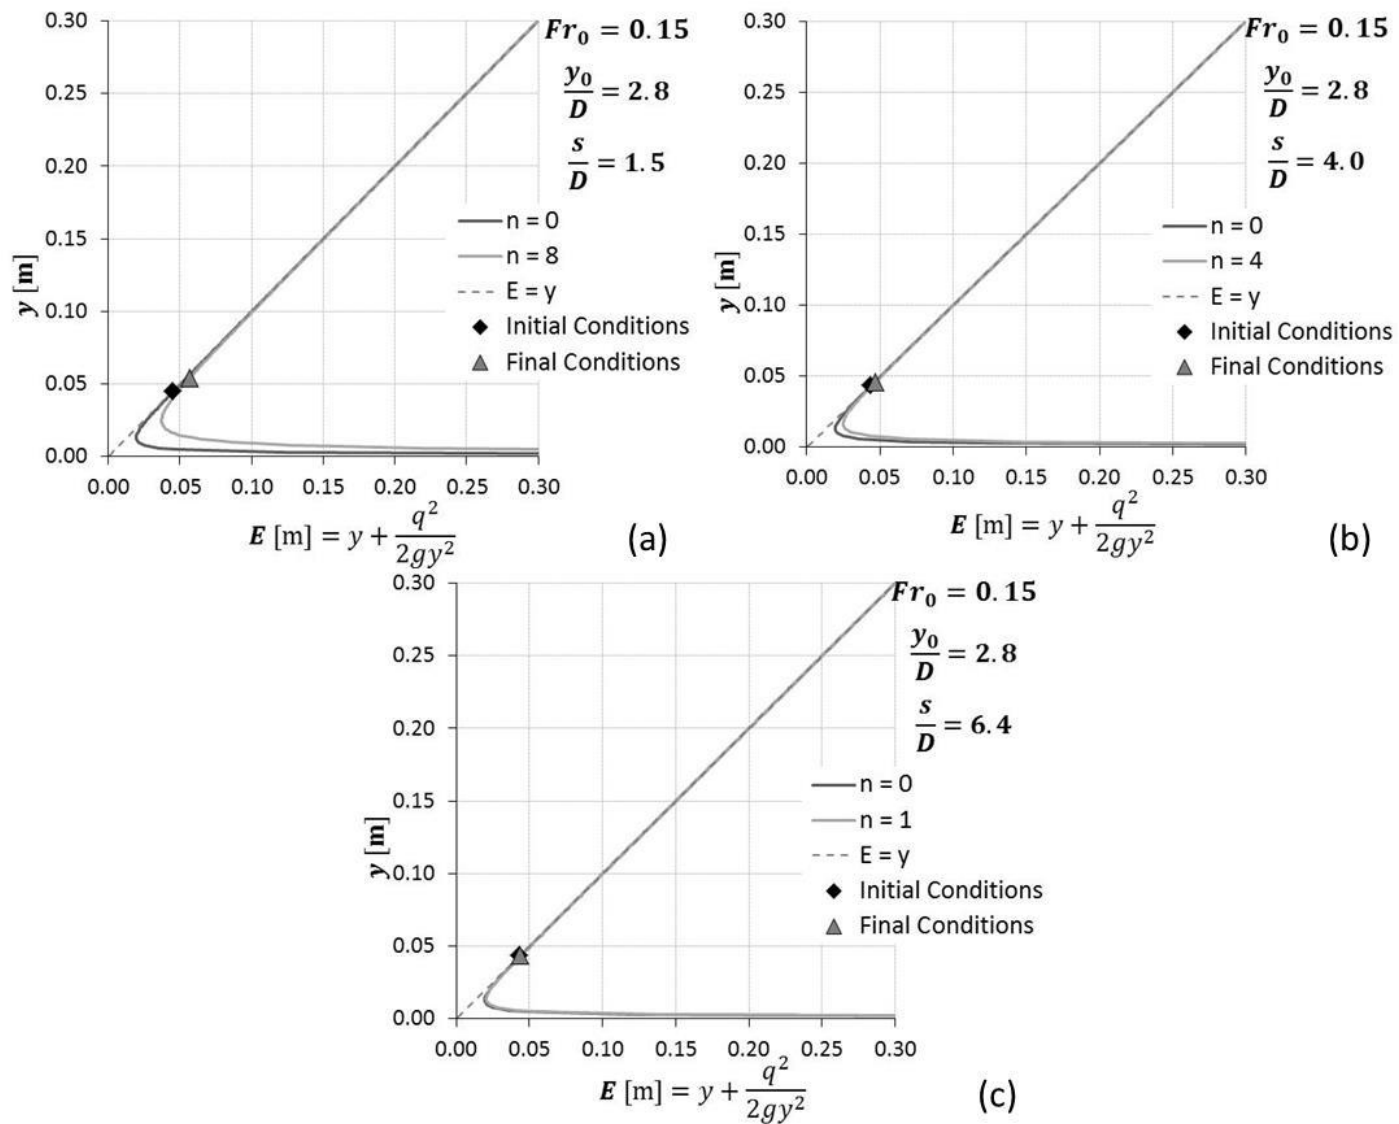 0.30
0.25
0.20
0.15
0.10
0.05
0.00
y [m]
0.00 0.05 0.10 0.15 0.20 0.25 0.30
E [m] = y + q²/2gy²
(a)
Fr₀ = 0.15
y₀/D = 2.8
s/D = 1.5
n = 0
n = 8
E = y
Initial Conditions
Final Conditions
0.30
0.25
0.20
0.15
0.10
0.05
0.00
y [m]
0.00 0.05 0.10 0.15 0.20 0.25 0.30
E [m] = y + q²/2gy²
(b)
Fr₀ = 0.15
y₀/D = 2.8
s/D = 4.0
n = 0
n = 4
E = y
Initial Conditions
Final Conditions
0.30
0.25
0.20
0.15
0.10
0.05
0.00
y [m]
0.00 0.05 0.10 0.15 0.20 0.25 0.30
E [m] = y + q²/2gy²
(c)
Fr₀ = 0.15
y₀/D = 2.8
s/D = 6.4
n = 0
n = 1
E = y
Initial Conditions
Final Conditions